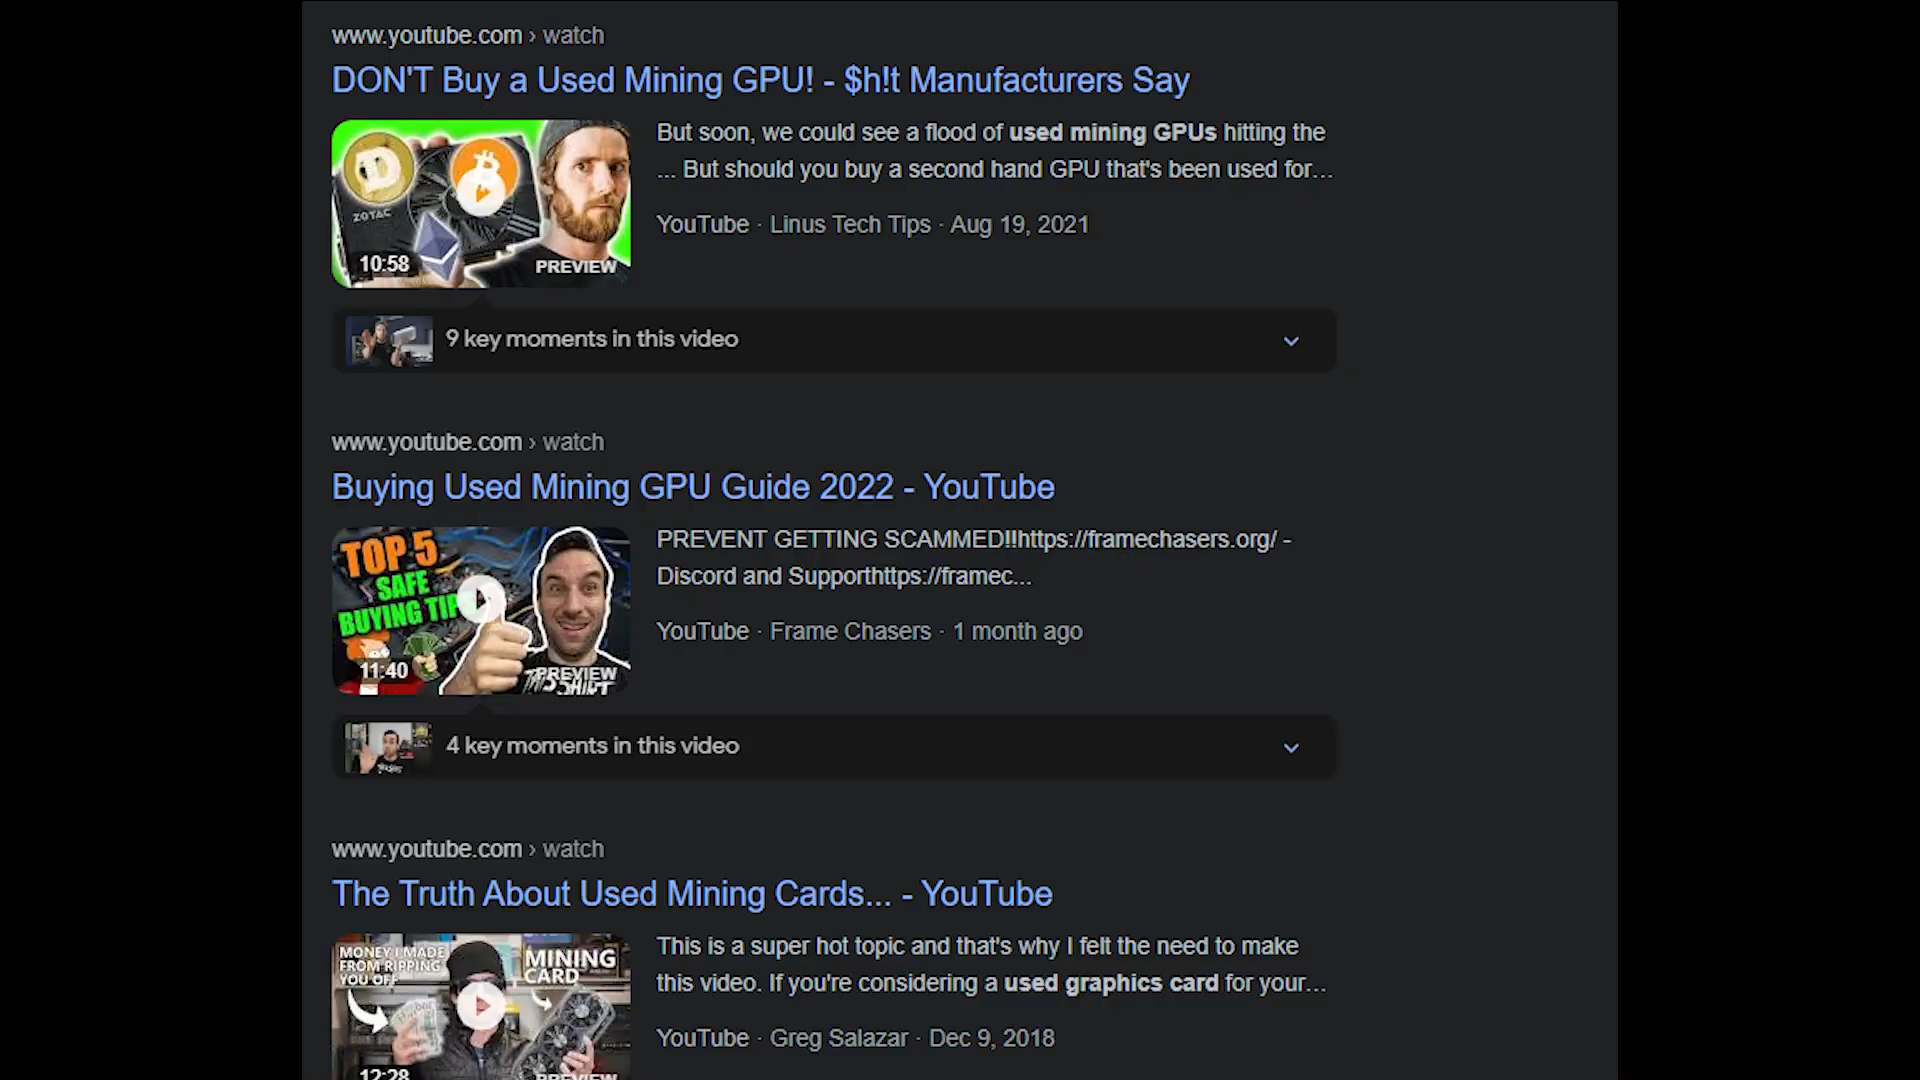 www.youtube.com › watch
DON'T Buy a Used Mining GPU! - $h!t Manufacturers Say
ZOTAC
10:58
PREVIEW
But soon, we could see a flood of used mining GPUs hitting the
... But should you buy a second hand GPU that's been used for...
YouTube · Linus Tech Tips · Aug 19, 2021
9 key moments in this video
www.youtube.com › watch
Buying Used Mining GPU Guide 2022 - YouTube
TOP 5
SAFE
BUYING TIP
11:40
PREVIEW
PREVENT GETTING SCAMMED!!https://framechasers.org/ -
Discord and Supporthttps://framec...
YouTube · Frame Chasers · 1 month ago
4 key moments in this video
www.youtube.com › watch
The Truth About Used Mining Cards... - YouTube
MONEY I MADE
FROM RIPPING
YOU OFF
MINING
CARD
12:28
PREVIEW
This is a super hot topic and that's why I felt the need to make
this video. If you're considering a used graphics card for your...
YouTube · Greg Salazar · Dec 9, 2018